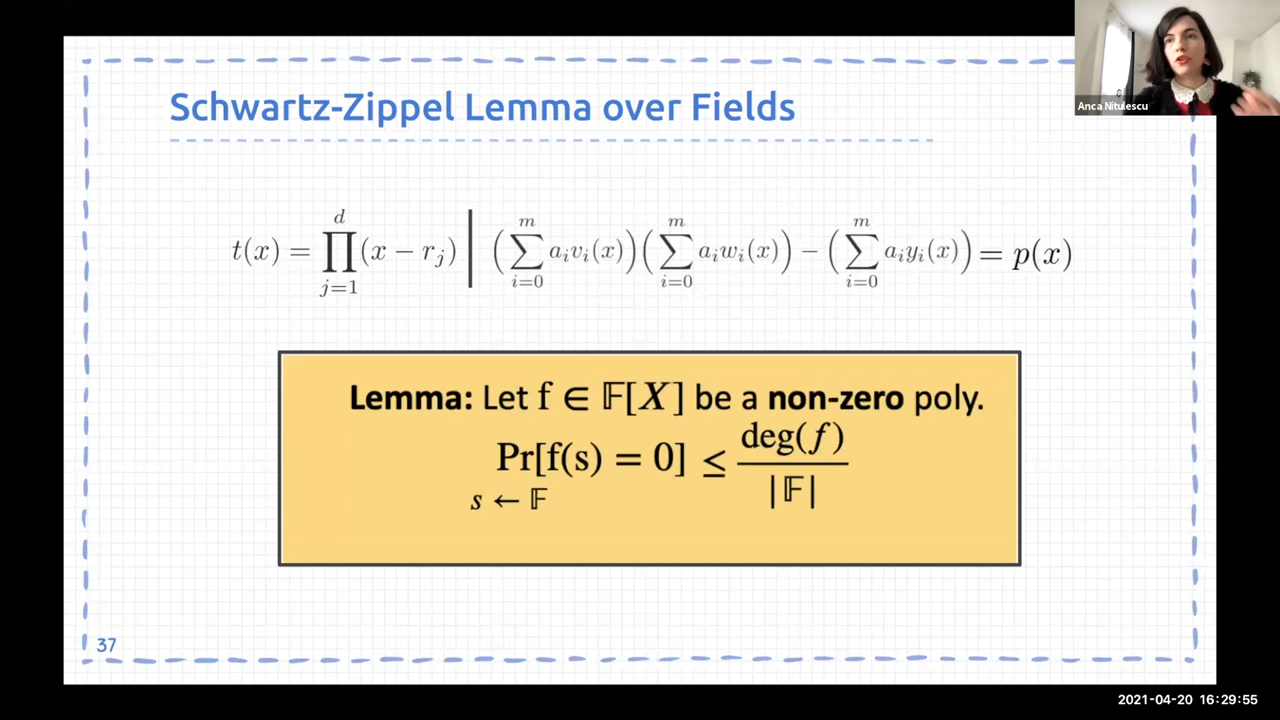 Anca Nitulescu
Schwartz-Zippel Lemma over Fields
t(x) = ∏_{j=1}^{d} (x − r_j) | (∑_{i=0}^{m} a_i v_i(x)) (∑_{i=0}^{m} a_i w_i(x)) − (∑_{i=0}^{m} a_i y_i(x)) = p(x)
Lemma: Let f ∈ 𝔽[X] be a non-zero poly.
Pr[f(s) = 0] ≤ deg(f) / |𝔽|
s ← 𝔽
37
2021-04-20 16:29:55